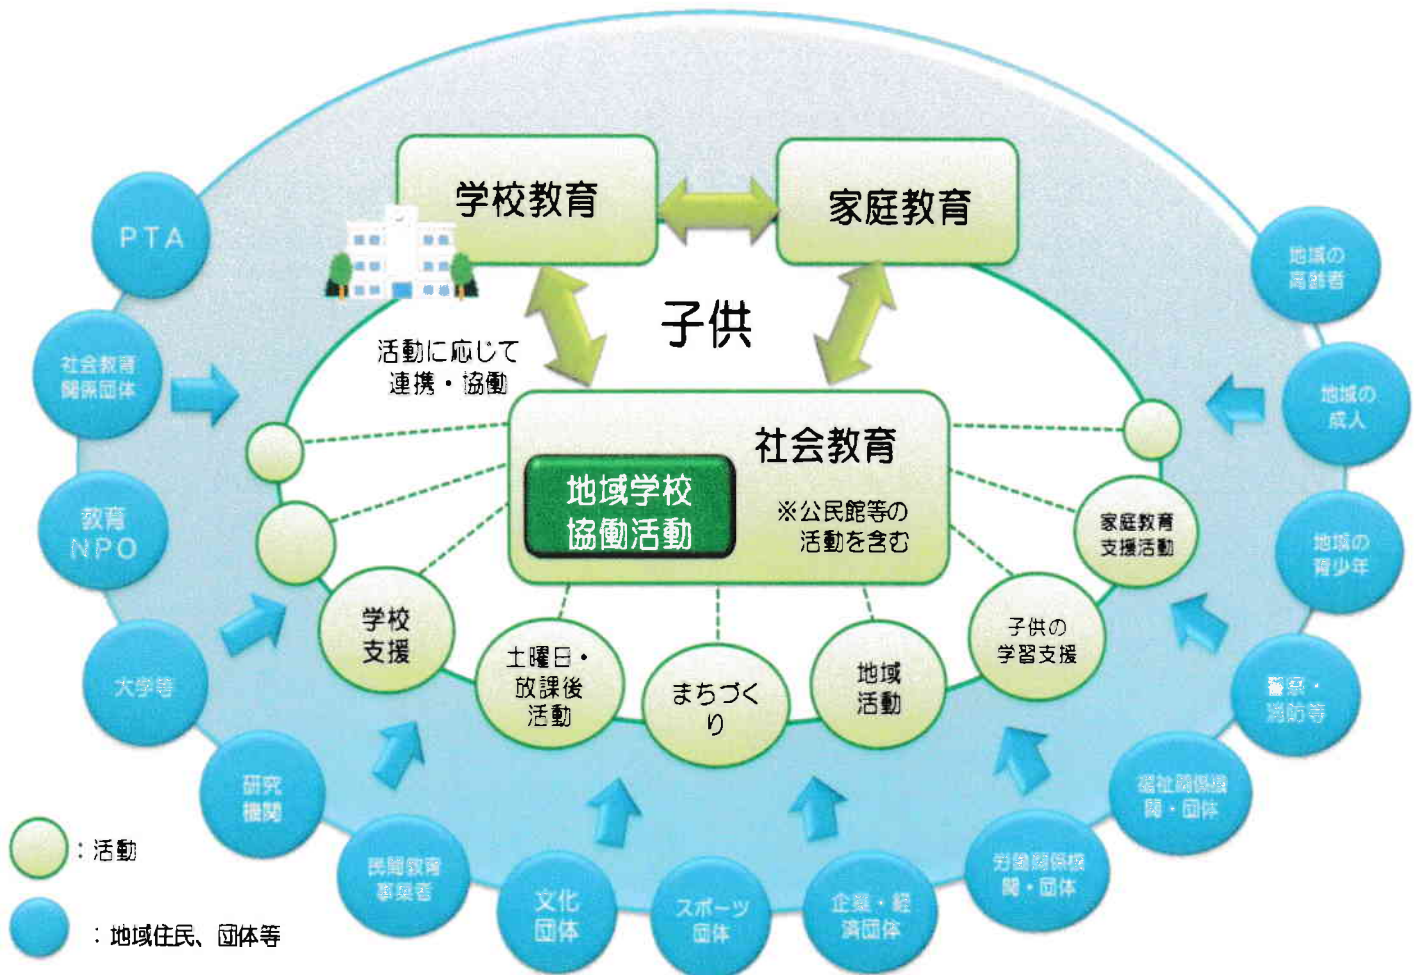 学校教育
家庭教育
子供
活動に応じて
連携・協働
社会教育
地域学校
協働活動
※公民館等の
活動を含む
学校
支援
土曜日・
放課後
活動
まちづく
り
地域
活動
子供の
学習支援
家庭教育
支援活動
PTA
社会教育
関係団体
教育
NPO
大学等
研究
機関
民間教育
事業者
文化
団体
スポーツ
団体
企業・経
済団体
労働関係機
関・団体
福祉関係機
関・団体
警察・
消防等
地域の
青少年
地域の
成人
地域の
高齢者
：活動
：地域住民、団体等